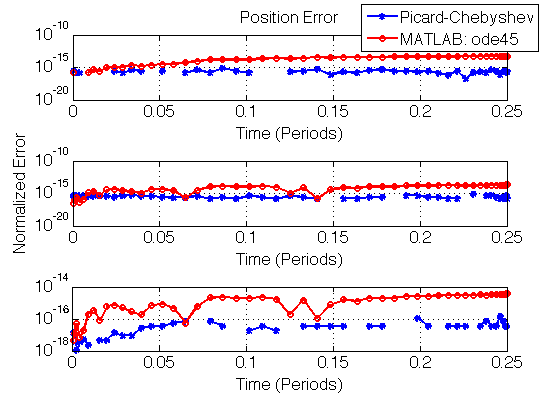 Position Error
Picard-Chebyshev
MATLAB: ode45
10^-10
10^-15
10^-20
0 0.05 0.1 0.15 0.2 0.25
Time (Periods)
Normalized Error
10^-10
10^-15
10^-20
0 0.05 0.1 0.15 0.2 0.25
Time (Periods)
10^-14
10^-16
10^-18
0 0.05 0.1 0.15 0.2 0.25
Time (Periods)